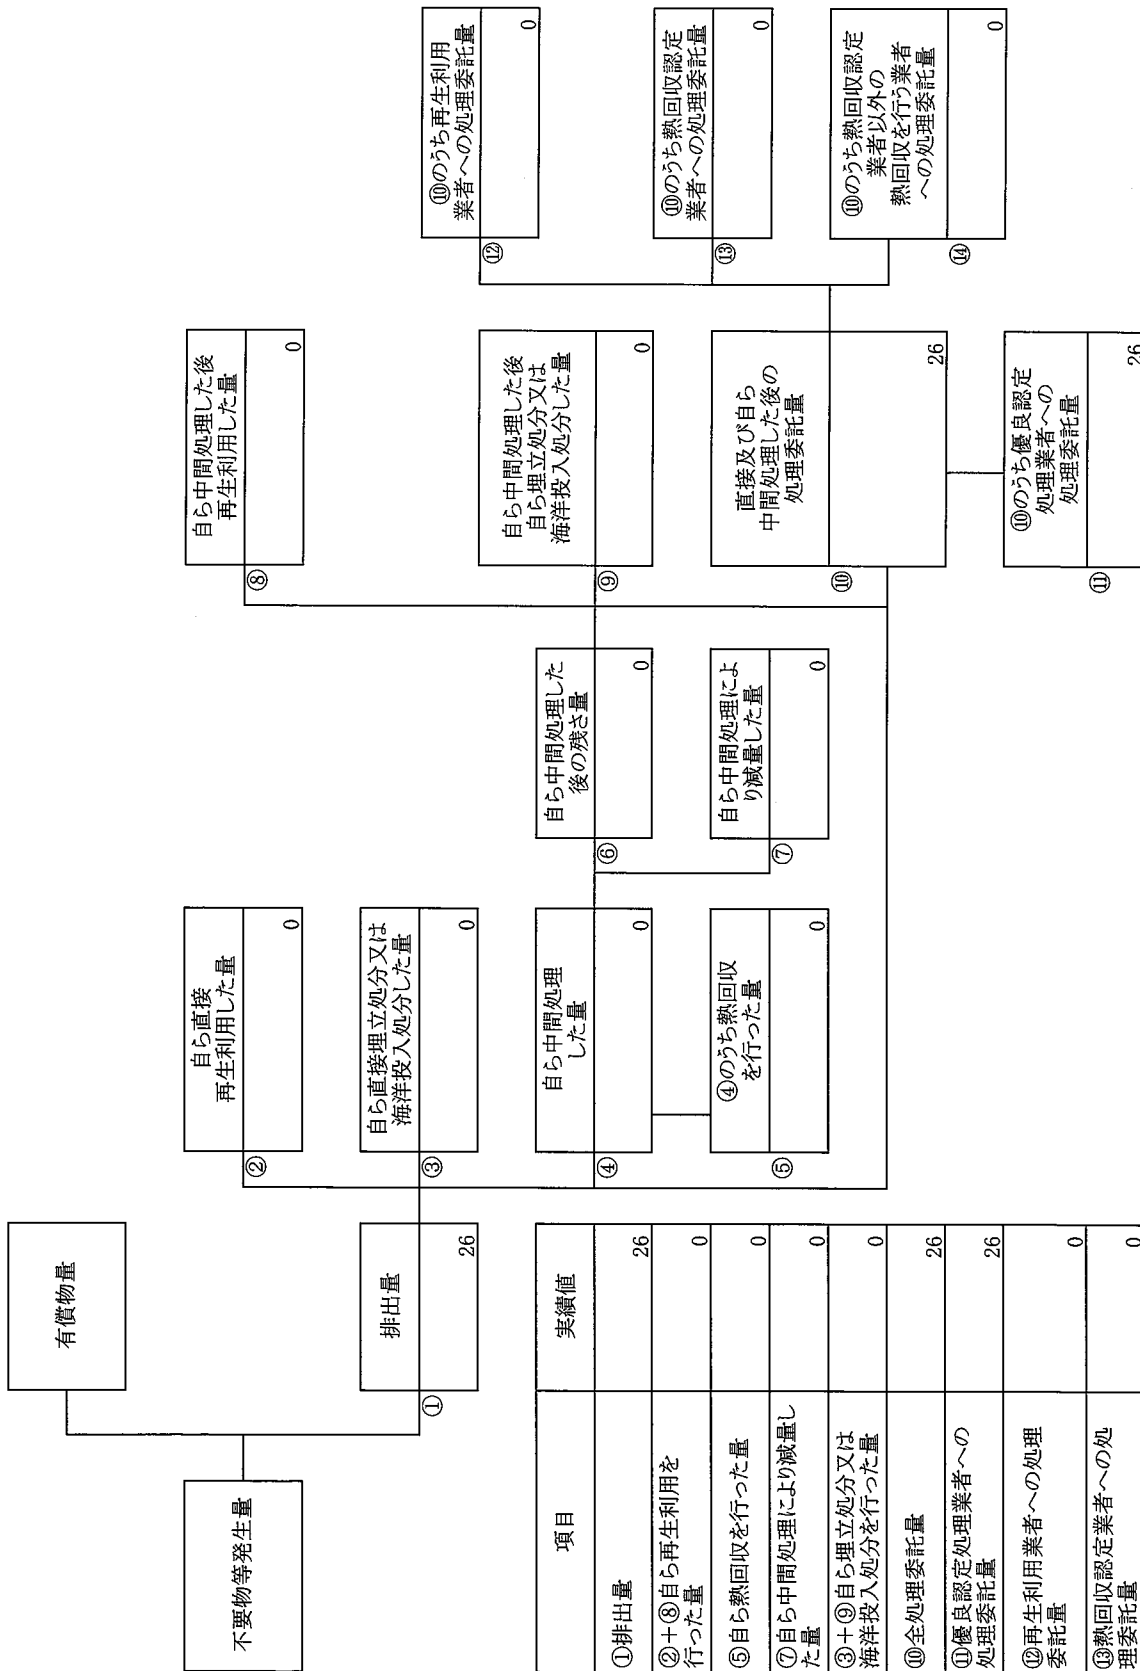 不要物等発生量
有償物量
①
排出量
26
②
自ら直接
再生利用した量
0
③
自ら直接埋立処分又は
海洋投入処分した量
0
④
自ら中間処理
した量
0
⑤
④のうち熱回収
を行った量
0
⑥
自ら中間処理した
後の残さ量
0
⑦
自ら中間処理によ
り減量した量
0
⑧
自ら中間処理した後
再生利用した量
0
⑨
自ら中間処理した後
自ら埋立処分又は
海洋投入処分した量
0
⑩
直接及び自ら
中間処理した後の
処理委託量
26
⑪
⑩のうち優良認定
処理業者への
処理委託量
26
⑫
⑩のうち再生利用
業者への処理委託量
0
⑬
⑩のうち熱回収認定
業者への処理委託量
0
⑭
⑩のうち熱回収認定
業者以外の
熱回収を行う業者
への処理委託量
0
項目 実績値
①排出量 26
②+⑧自ら再生利用を
行った量 0
⑤自ら熱回収を行った量 0
⑦自ら中間処理により減量し
た量 0
③+⑨自ら埋立処分又は
海洋投入処分を行った量 0
⑩全処理委託量 26
⑪優良認定処理業者への
処理委託量 26
⑫再生利用業者への処理
委託量 0
⑬熱回収認定業者への処
理委託量 0